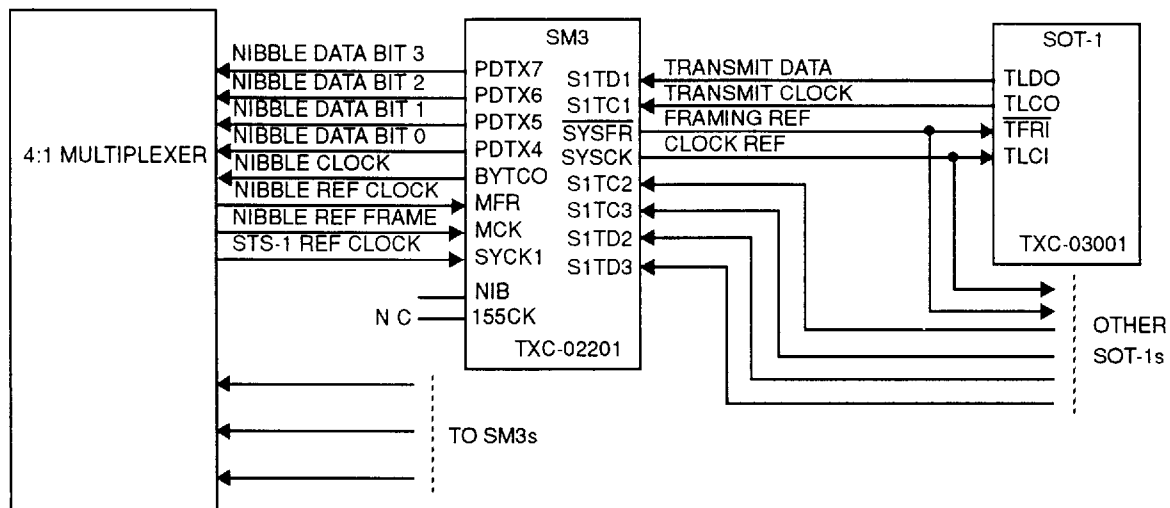 SM3
SOT-1
4:1 MULTIPLEXER
NIBBLE DATA BIT 3
NIBBLE DATA BIT 2
NIBBLE DATA BIT 1
NIBBLE DATA BIT 0
NIBBLE CLOCK
NIBBLE REF CLOCK
NIBBLE REF FRAME
STS-1 REF CLOCK
PDTX7
PDTX6
PDTX5
PDTX4
BYTCO
MFR
MCK
SYCK1
NIB
N C
155CK
TXC-02201
S1TD1
S1TC1
SYSFR
SYSCK
S1TC2
S1TC3
S1TD2
S1TD3
TRANSMIT DATA
TRANSMIT CLOCK
FRAMING REF
CLOCK REF
TLDO
TLCO
TFRI
TLCI
TXC-03001
OTHER
SOT-1s
TO SM3s